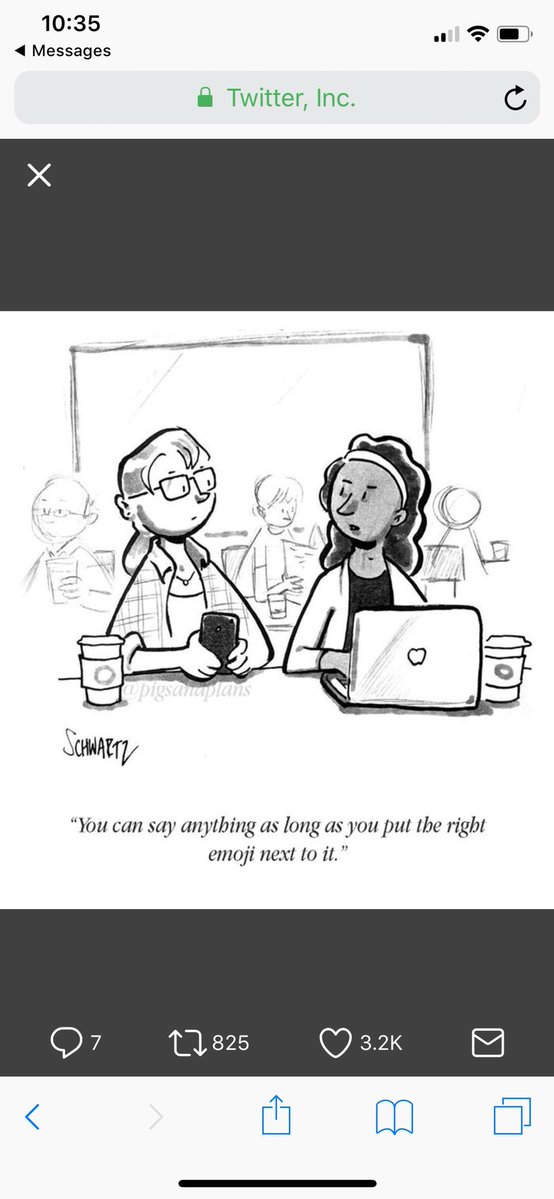 10:35
Messages
Twitter, Inc.
@pigsandplans
SCHWARTZ
“You can say anything as long as you put the right
emoji next to it.”
7 825 3.2K